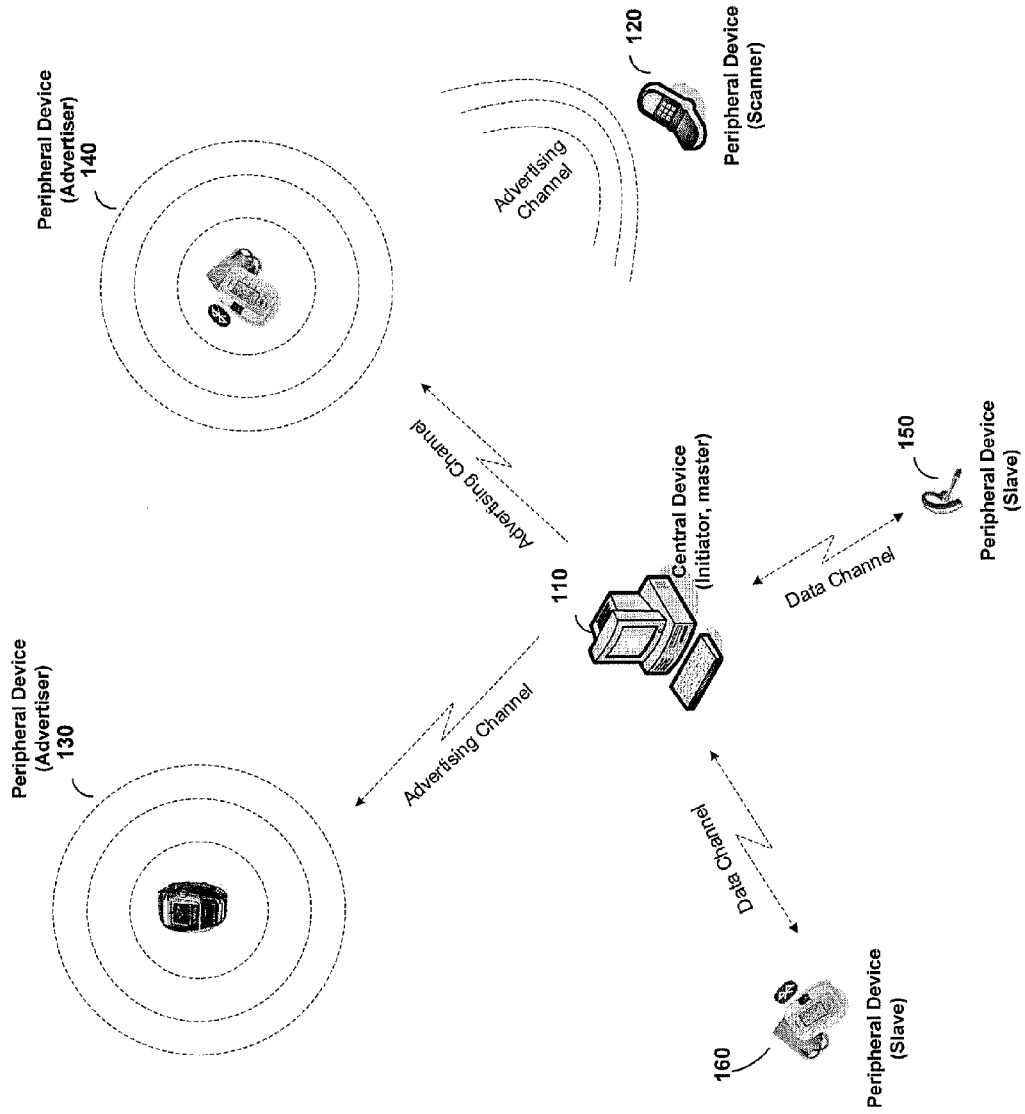 Peripheral Device
(Advertiser)
130
Peripheral Device
(Advertiser)
140
Advertising Channel
Advertising Channel
Advertising
Channel
120
Peripheral Device
(Scanner)
110
Central Device
(Initiator, master)
Data Channel
Data Channel
160
Peripheral Device
(Slave)
150
Peripheral Device
(Slave)